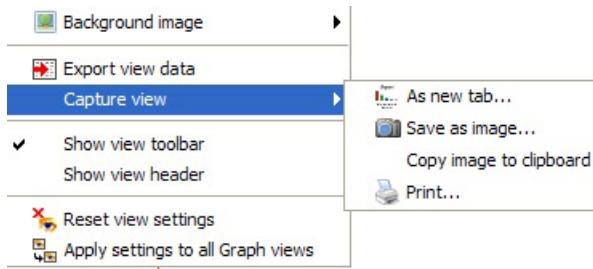 Background image
Export view data
Capture view
Show view toolbar
Show view header
Reset view settings
Apply settings to all Graph views
As new tab...
Save as image...
Copy image to clipboard
Print...